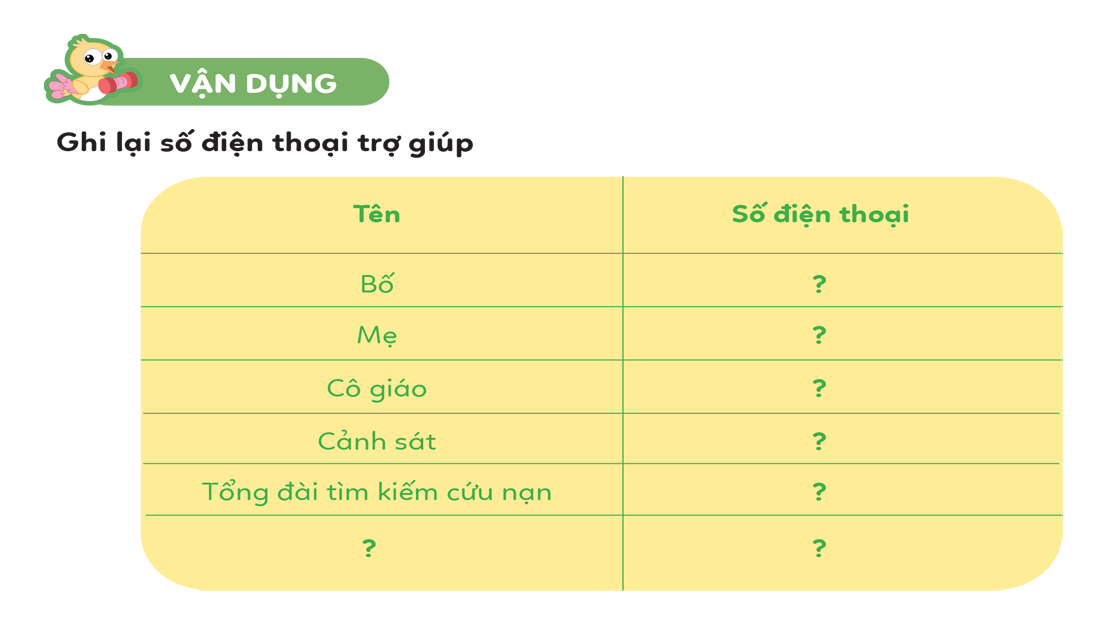 VẬN DỤNG
Ghi lại số điện thoại trợ giúp
Tên Số điện thoại
Bố ?
Mẹ ?
Cô giáo ?
Cảnh sát ?
Tổng đài tìm kiếm cứu nạn ?
? ?